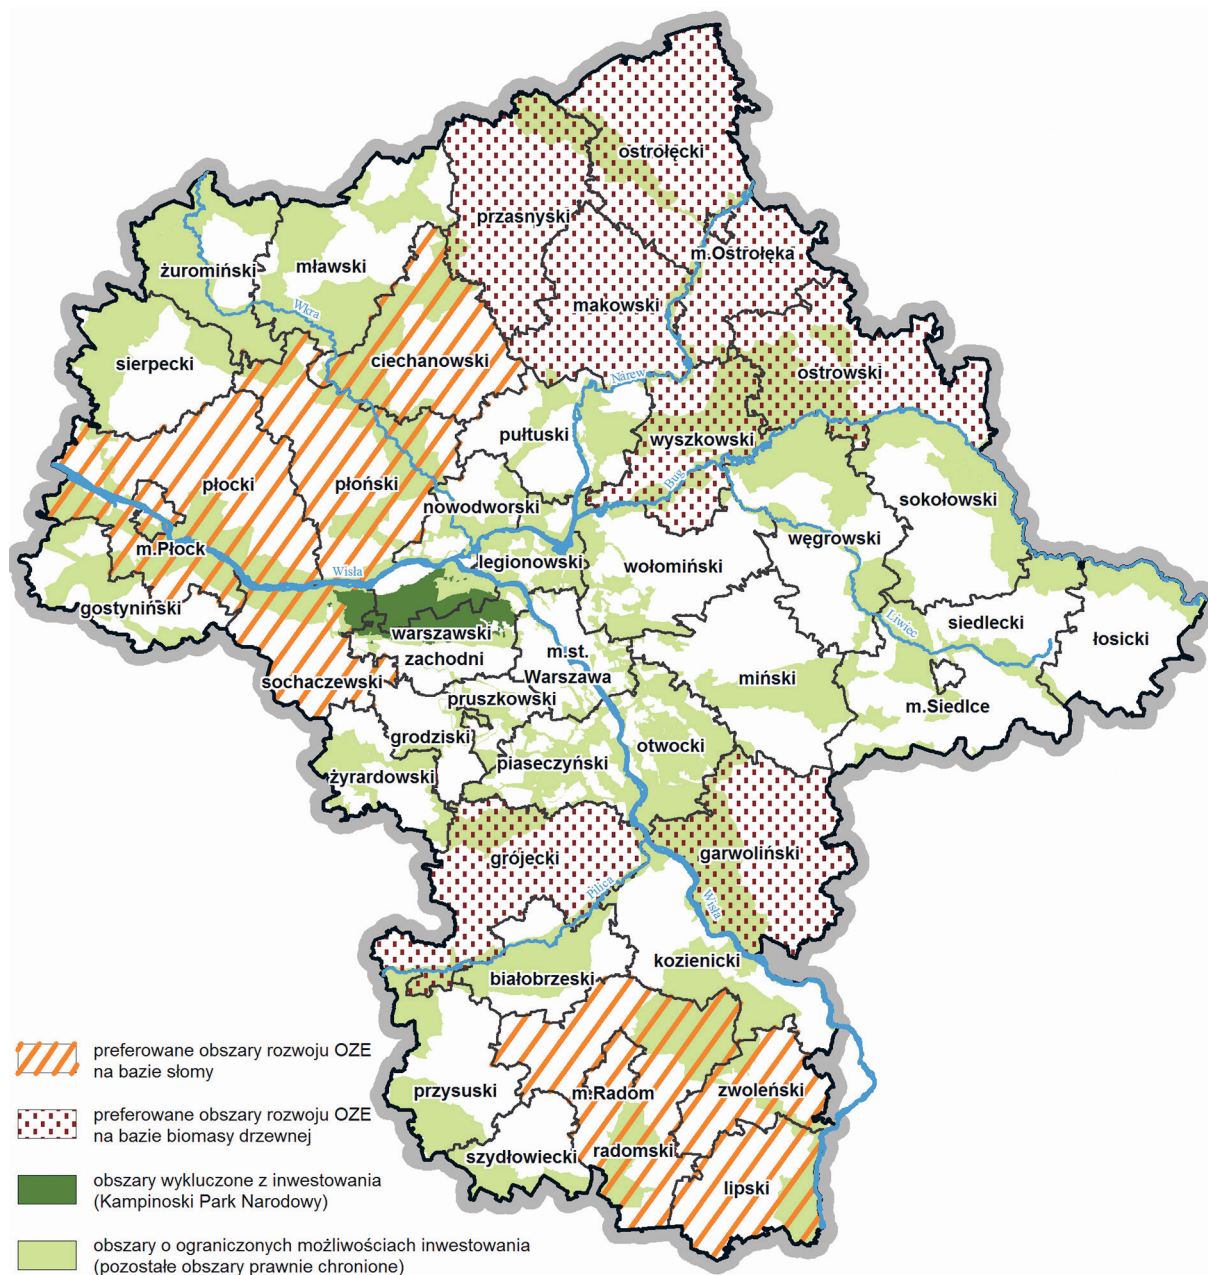 ostrołęcki
przasnyski
m.Ostrołęka
żuromiński
mławski
makowski
Wkra
sierpecki
ciechanowski
Narew
ostrowski
pułtuski
wyszkowski
płocki
płoński
Bug
sokołowski
nowodworski
węgrowski
m.Płock
Wisła
legionowski
wołomiński
gostyniński
Liwiec
siedlecki
łosicki
warszawski
zachodni
m.st.
Warszawa
sochaczewski
miński
pruszkowski
m.Siedlce
grodziski
otwocki
żyrardowski
piaseczyński
grójecki
garwoliński
Pilica
Wisła
kozienicki
białobrzeski
przysuski
m.Radom
zwoleński
szydłowiecki
radomski
lipski
preferowane obszary rozwoju OZE
na bazie słomy
preferowane obszary rozwoju OZE
na bazie biomasy drzewnej
obszary wykluczone z inwestowania
(Kampinoski Park Narodowy)
obszary o ograniczonych możliwościach inwestowania
(pozostałe obszary prawnie chronione)